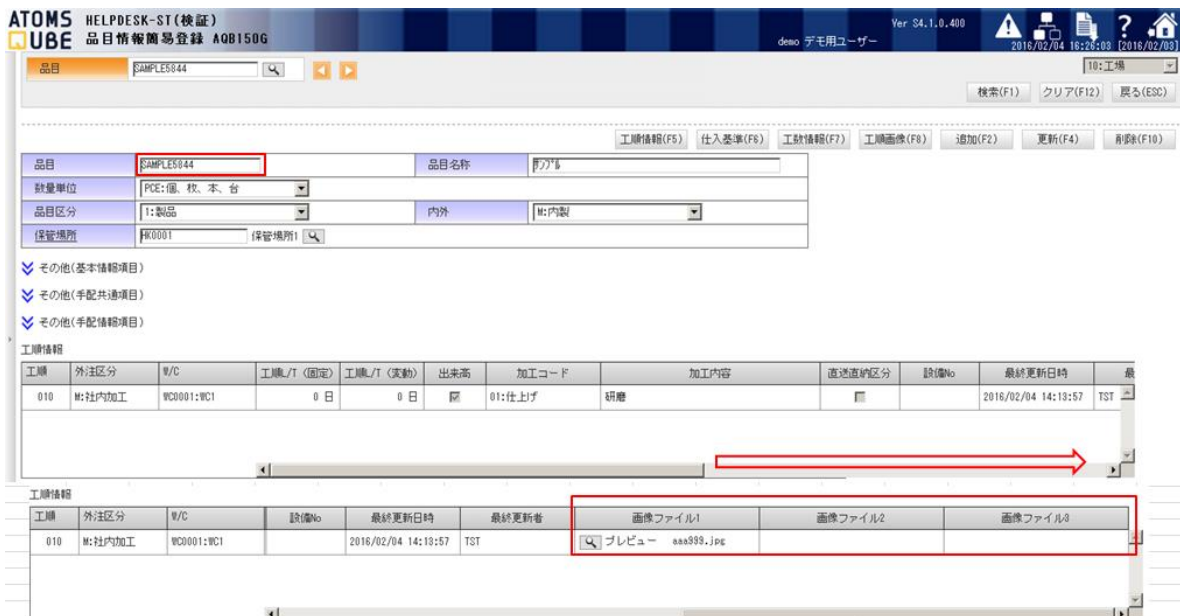 ATOMS QUBE HELPDESK-ST(検証) Ver S4.1.0.400
品目情報簡易登録 AQB150G demo デモ用ユーザー 2016/02/04 16:26:03 [2016/02/03]
品目 SAMPLE5844 10:工場
検索(F1) クリア(F12) 戻る(ESC)
工順情報(F5) 仕入基準(F6) 工数情報(F7) 工順画像(F8) 追加(F2) 更新(F4) 削除(F10)
品目 SAMPLE5844 品目名称 ｻﾝﾌﾟﾙ
数量単位 PCE:個、枚、本、台
品目区分 1:製品 内外 M:内製
保管場所 HK0001 保管場所1
その他(基本情報項目)
その他(手配共通項目)
その他(手配情報項目)
工順情報
工順 外注区分 W/C 工順L/T (固定) 工順L/T (変動) 出来高 加工コード 加工内容 直送直納区分 設備No 最終更新日時 最
010 M:社内加工 WC0001:WC1 0 日 0 日 01:仕上げ 研磨 2016/02/04 14:13:57 TST
工順情報
工順 外注区分 W/C 設備No 最終更新日時 最終更新者 画像ファイル1 画像ファイル2 画像ファイル3
010 M:社内加工 WC0001:WC1 2016/02/04 14:13:57 TST プレビュー aaa999.jpg